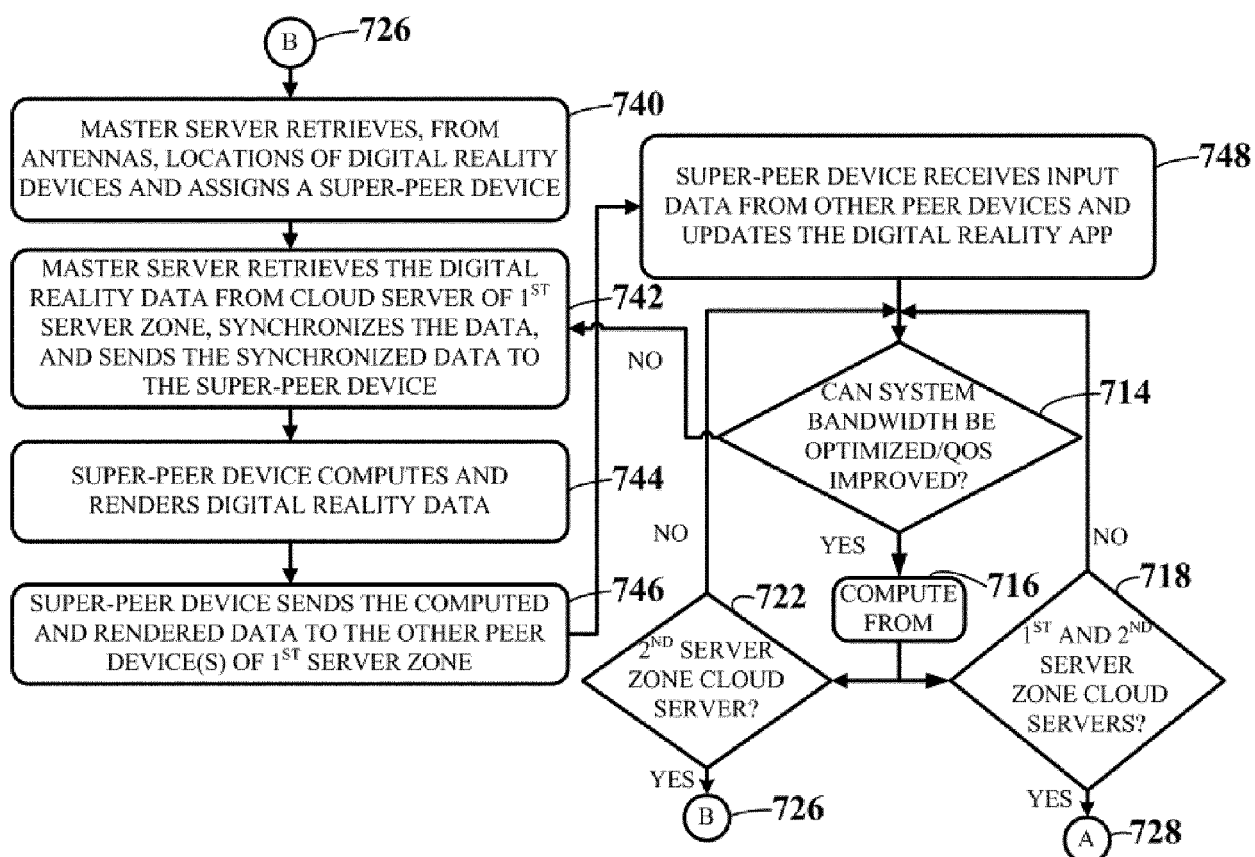 B
726
740
MASTER SERVER RETRIEVES, FROM
ANTENNAS, LOCATIONS OF DIGITAL REALITY
DEVICES AND ASSIGNS A SUPER-PEER DEVICE
742
MASTER SERVER RETRIEVES THE DIGITAL
REALITY DATA FROM CLOUD SERVER OF 1ST
SERVER ZONE, SYNCHRONIZES THE DATA,
AND SENDS THE SYNCHRONIZED DATA TO
THE SUPER-PEER DEVICE
744
SUPER-PEER DEVICE COMPUTES AND
RENDERS DIGITAL REALITY DATA
746
SUPER-PEER DEVICE SENDS THE COMPUTED
AND RENDERED DATA TO THE OTHER PEER
DEVICE(S) OF 1ST SERVER ZONE
748
SUPER-PEER DEVICE RECEIVES INPUT
DATA FROM OTHER PEER DEVICES AND
UPDATES THE DIGITAL REALITY APP
NO
714
CAN SYSTEM
BANDWIDTH BE
OPTIMIZED/QOS
IMPROVED?
YES
716
COMPUTE
FROM
NO
722
2ND SERVER
ZONE CLOUD
SERVER?
YES
B
726
NO
718
1ST AND 2ND
SERVER
ZONE CLOUD
SERVERS?
YES
A
728